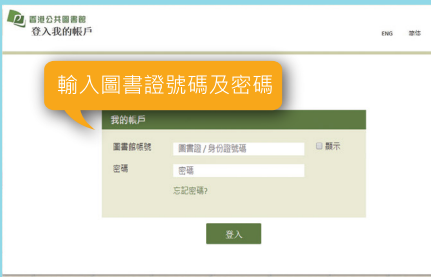 香港公共圖書館
登入我的帳戶
ENG 简体
輸入圖書證號碼及密碼
我的帳戶
圖書館帳號 圖書證 / 身份證號碼 顯示
密碼 密碼
忘記密碼?
登入